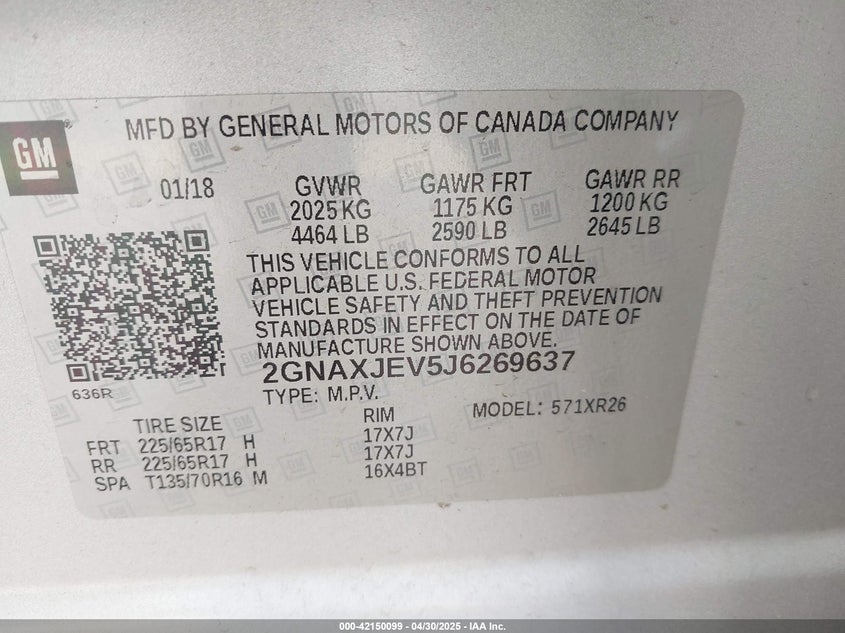 GM
MFD BY GENERAL MOTORS OF CANADA COMPANY
01/18 GVWR GAWR FRT GAWR RR
2025 KG 1175 KG 1200 KG
4464 LB 2590 LB 2645 LB
THIS VEHICLE CONFORMS TO ALL
APPLICABLE U.S. FEDERAL MOTOR
VEHICLE SAFETY AND THEFT PREVENTION
STANDARDS IN EFFECT ON THE DATE OF
MANUFACTURE SHOWN ABOVE.
2GNAXJEV5J6269637
636R
TYPE: M.P.V.
TIRE SIZE RIM MODEL: 571XR26
FRT 225/65R17 H 17X7J
RR 225/65R17 H 17X7J
SPA T135/70R16 M 16X4BT
000-42150099 - 04/30/2025 - IAA Inc.